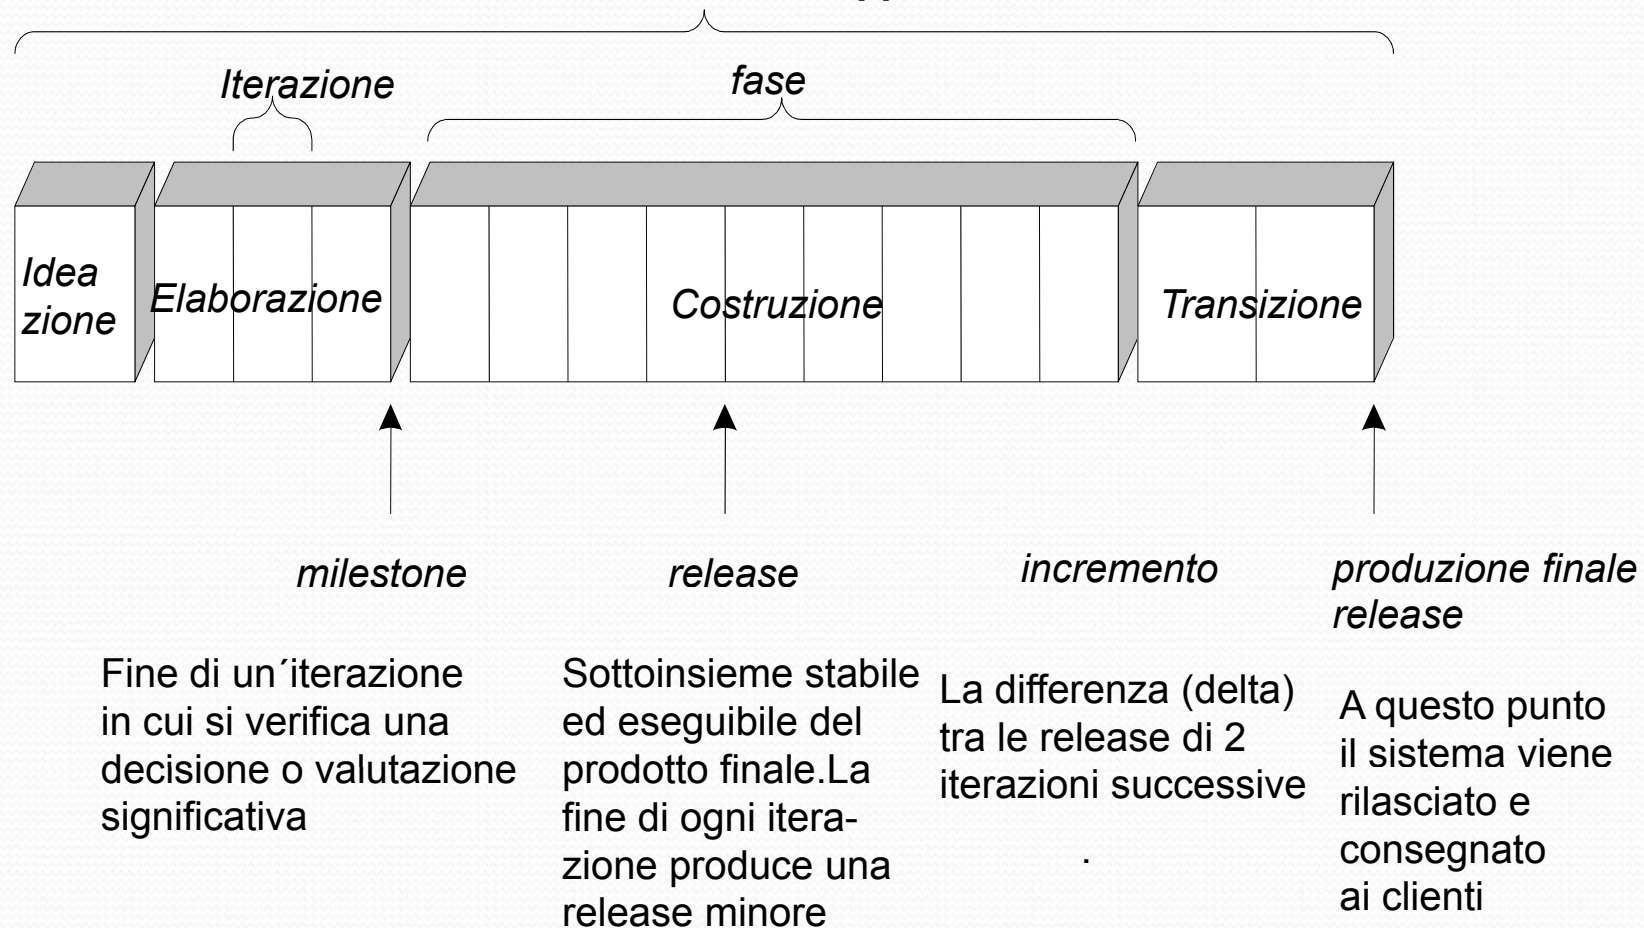 Iterazione
fase
Idea
zione
Elaborazione
Costruzione
Transizione
milestone
Fine di un´iterazione
in cui si verifica una
decisione o valutazione
significativa
release
Sottoinsieme stabile
ed eseguibile del
prodotto finale.La
fine di ogni itera-
zione produce una
release minore
incremento
La differenza (delta)
tra le release di 2
iterazioni successive
.
produzione finale
release
A questo punto
il sistema viene
rilasciato e
consegnato
ai clienti